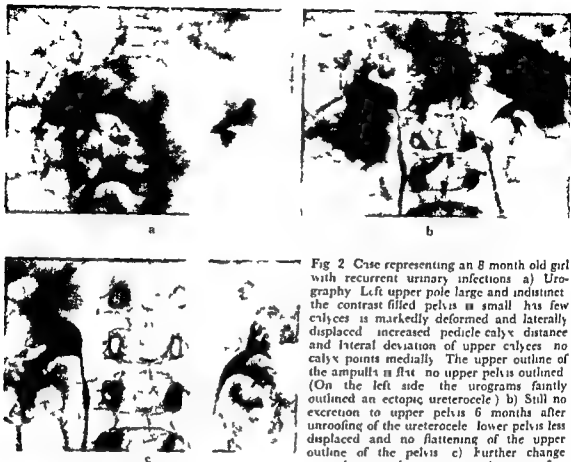 a
b
c
Fig 2 Case representing an 8 month old girl
with recurrent urinary infections a) Uro-
graphy Left upper pole large and indistinct
the contrast filled pelvis is small has few
calyces is markedly deformed and laterally
displaced increased pedicle calyx distance
and lateral deviation of upper calyces no
calyx points medially The upper outline of
the ampulla is flat no upper pelvis outlined
(On the left side the urograms faintly
outlined an ectopic ureterocele) b) Still no
excretion to upper pelvis 6 months after
unroofing of the ureterocele lower pelvis less
displaced and no flattening of the upper
outline of the pelvis c) Further change